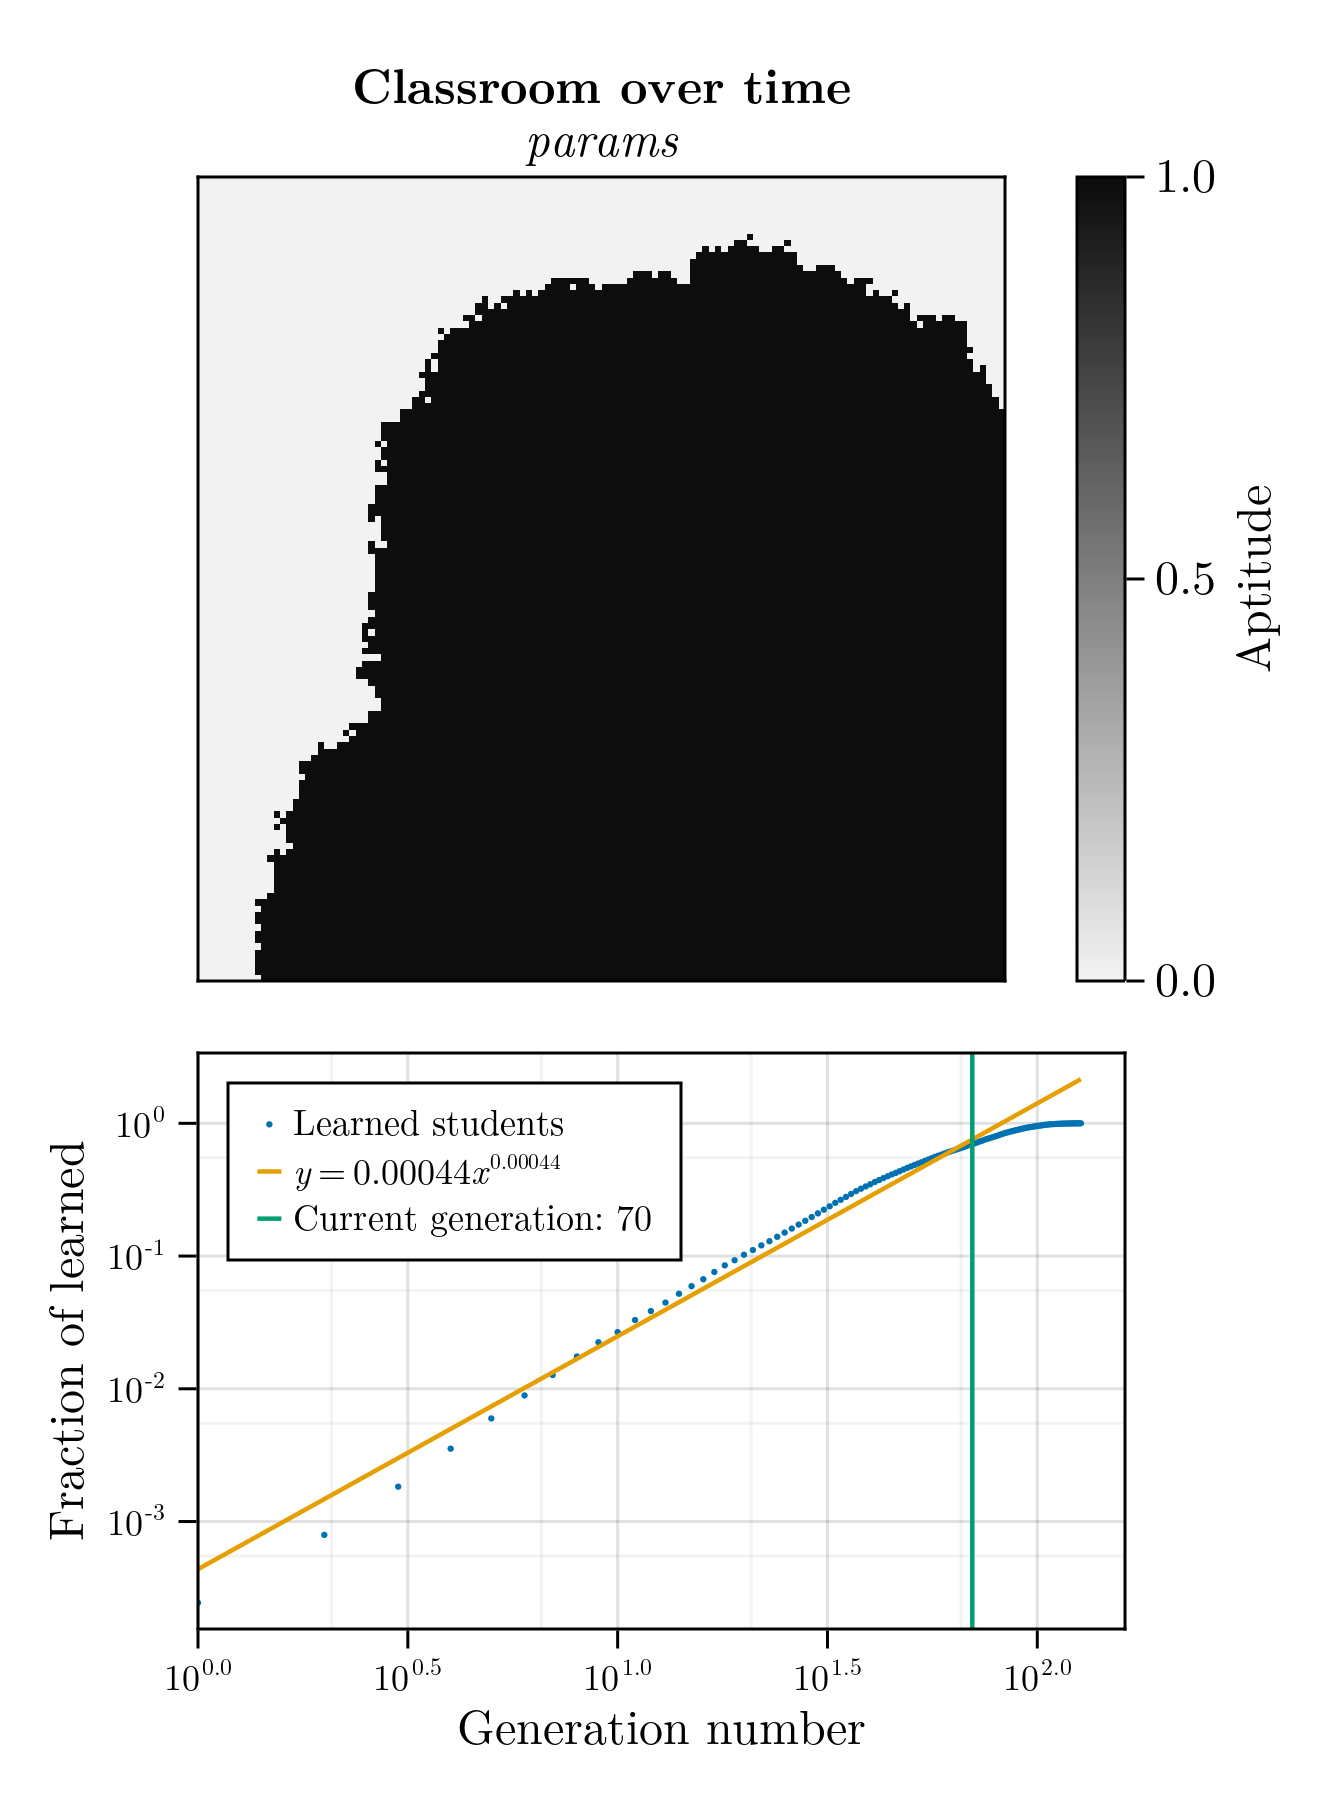 Classroom over time
params
1.0
0.5
0.0
Aptitude
Learned students
y = 0.00044x^0.00044
Current generation: 70
10^0
10^-1
10^-2
10^-3
Fraction of learned
10^0.0 10^0.5 10^1.0 10^1.5 10^2.0
Generation number